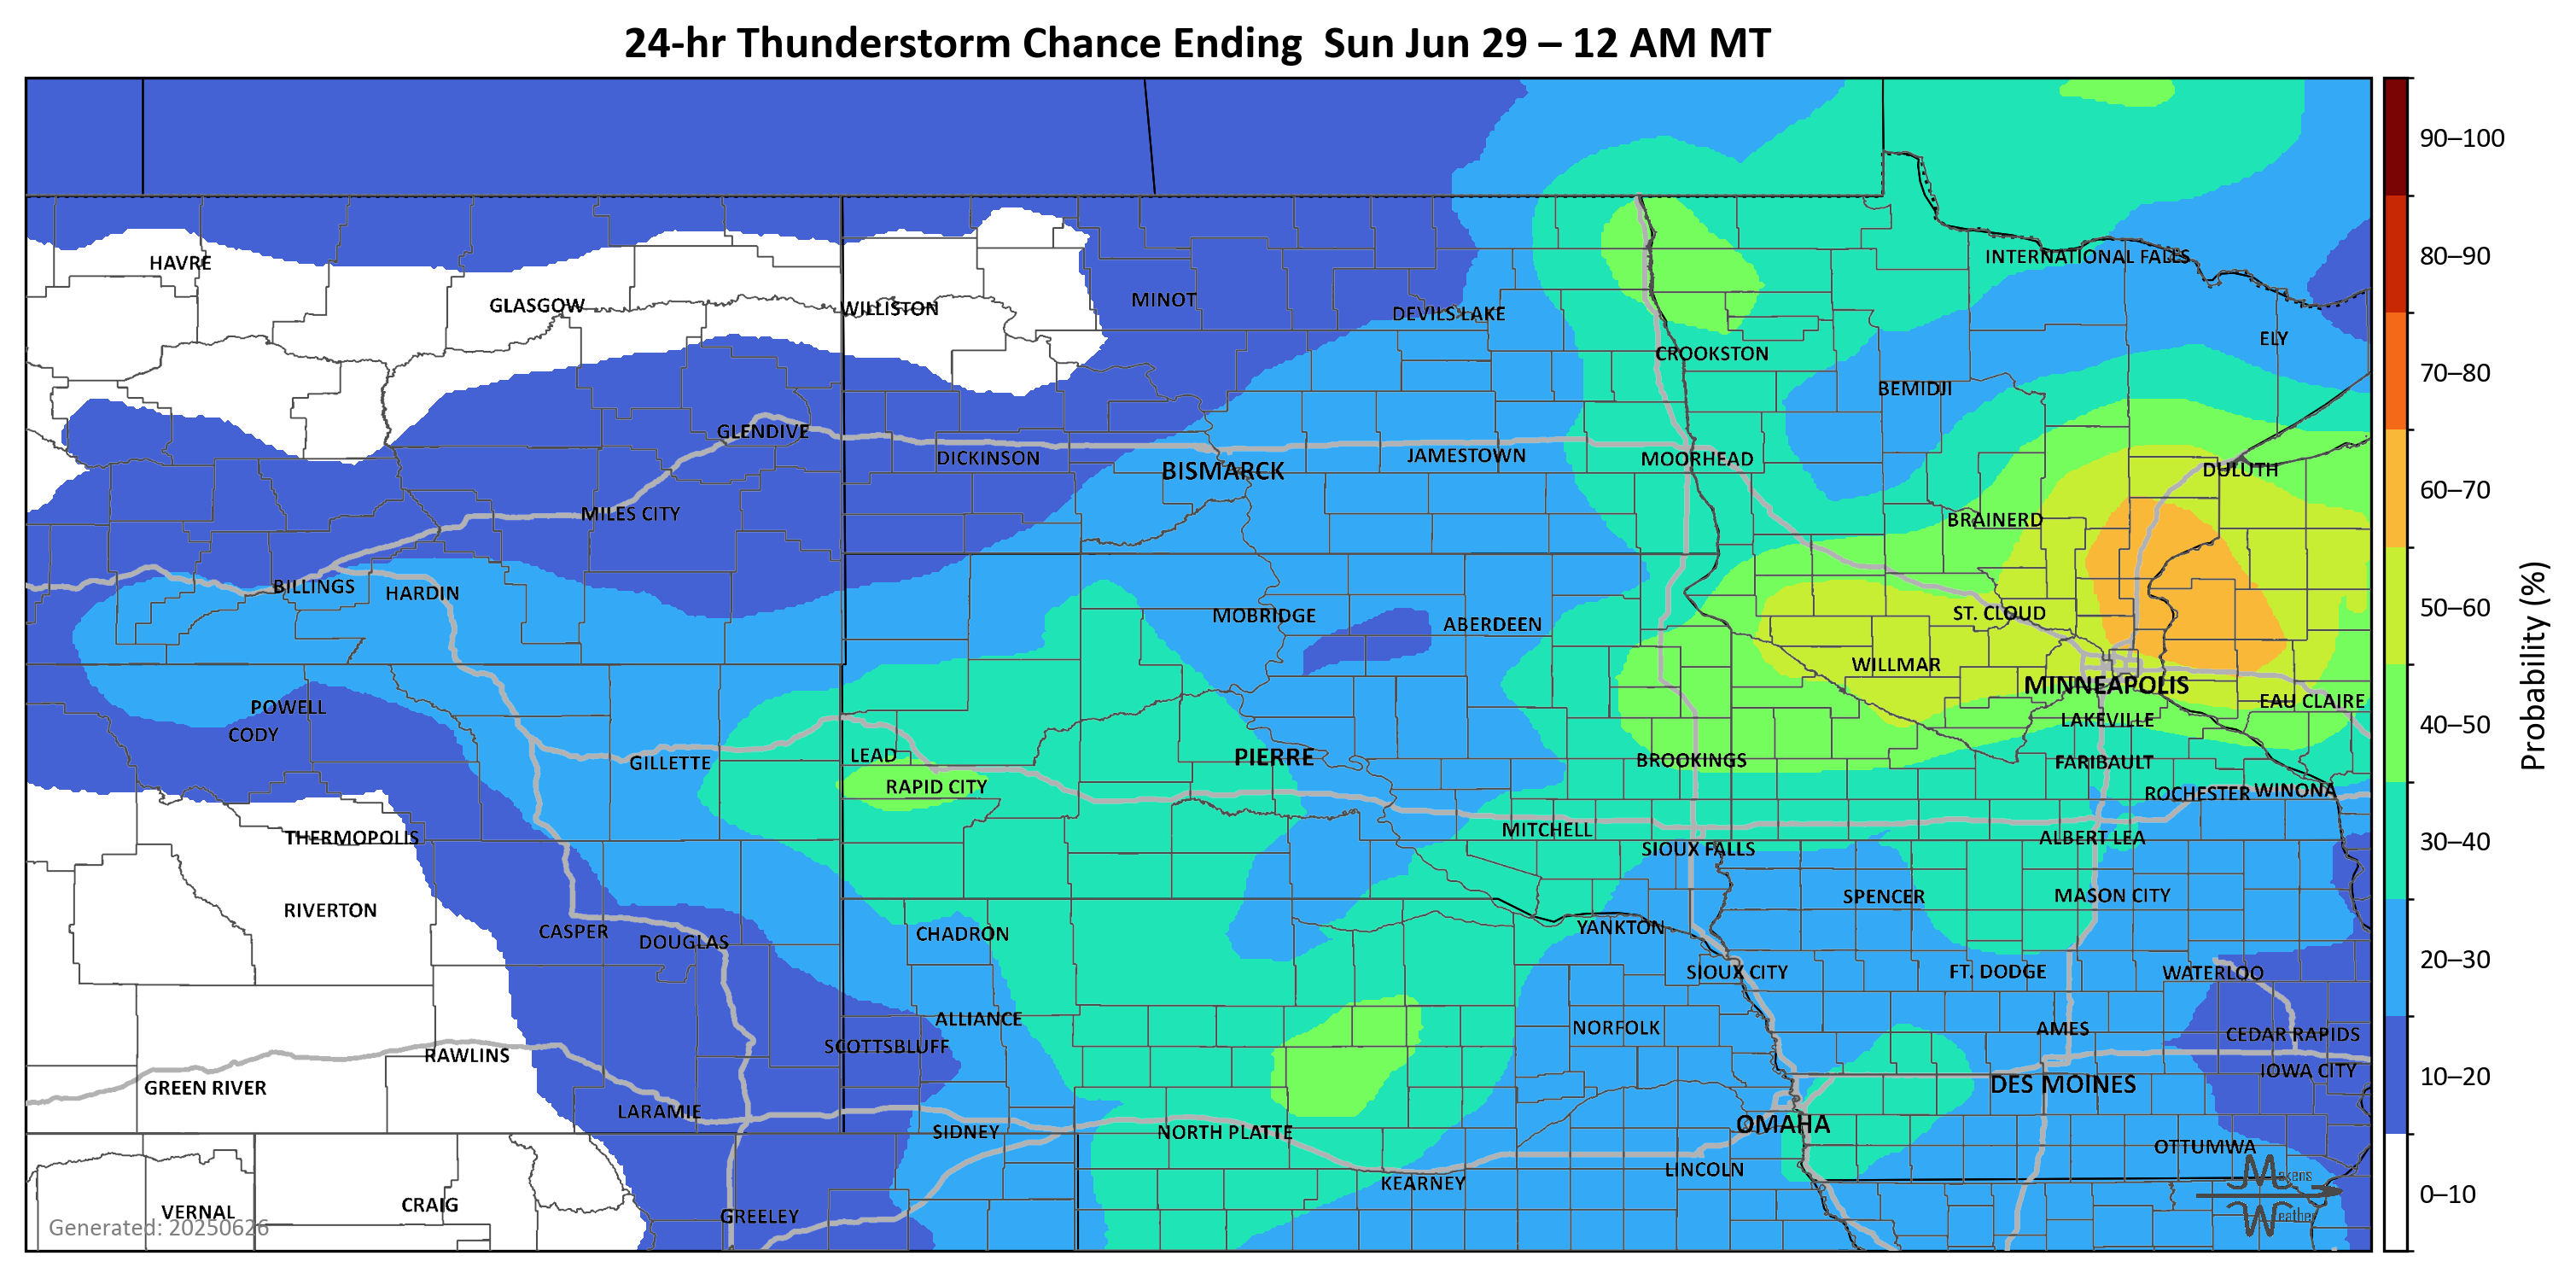 24-hr Thunderstorm Chance Ending  Sun Jun 29 – 12 AM MT
90–100
80–90
70–80
60–70
50–60
40–50
30–40
20–30
10–20
0–10
Probability (%)
HAVRE
GLASGOW
WILLISTON
MINOT
DEVILS LAKE
INTERNATIONAL FALLS
ELY
CROOKSTON
BEMIDJI
GLENDIVE
DICKINSON
BISMARCK
JAMESTOWN
MOORHEAD
DULUTH
MILES CITY
BRAINERD
BILLINGS
HARDIN
MOBRIDGE
ABERDEEN
ST. CLOUD
WILLMAR
MINNEAPOLIS
EAU CLAIRE
POWELL
CODY
LAKEVILLE
GILLETTE
LEAD
PIERRE
BROOKINGS
FARIBAULT
RAPID CITY
ROCHESTER
WINONA
THERMOPOLIS
MITCHELL
ALBERT LEA
SIOUX FALLS
RIVERTON
SPENCER
MASON CITY
CASPER
DOUGLAS
CHADRON
YANKTON
SIOUX CITY
FT. DODGE
WATERLOO
ALLIANCE
NORFOLK
AMES
CEDAR RAPIDS
SCOTTSBLUFF
RAWLINS
IOWA CITY
GREEN RIVER
DES MOINES
LARAMIE
SIDNEY
NORTH PLATTE
OMAHA
OTTUMWA
LINCOLN
KEARNEY
VERNAL
CRAIG
GREELEY
Generated: 20250626
Makens
Weather